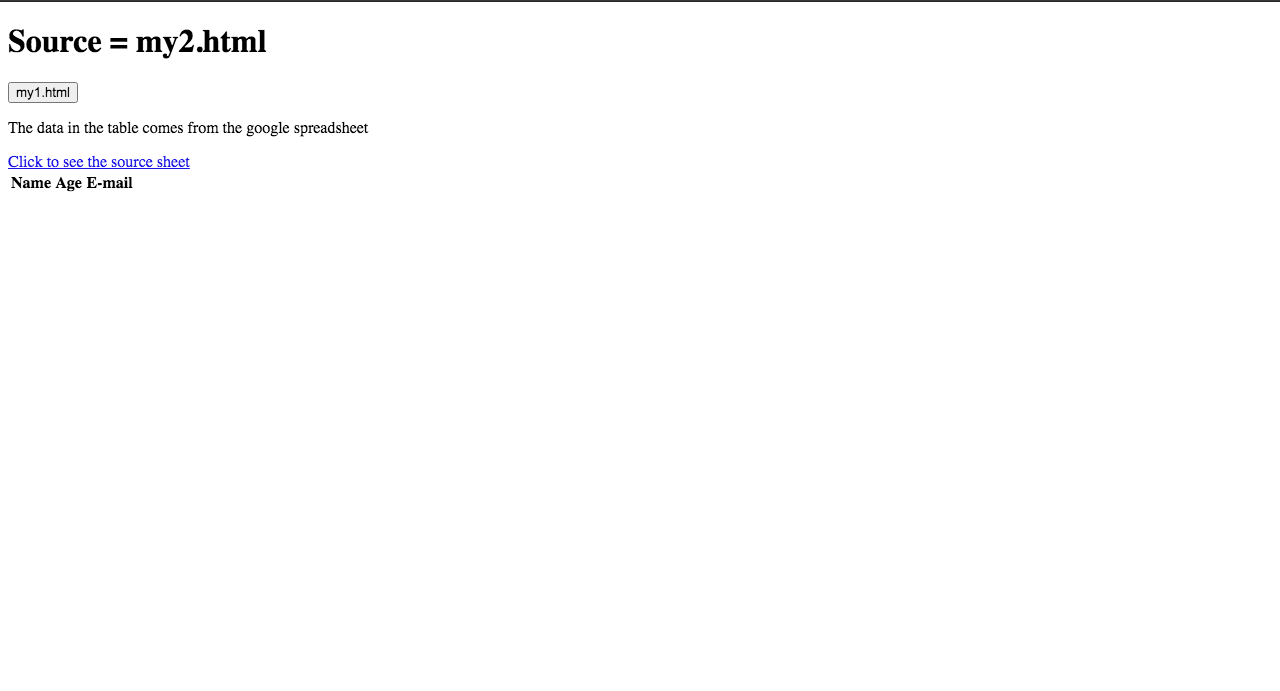 Source = my2.html
my1.html
The data in the table comes from the google spreadsheet
Click to see the source sheet
Name Age E-mail